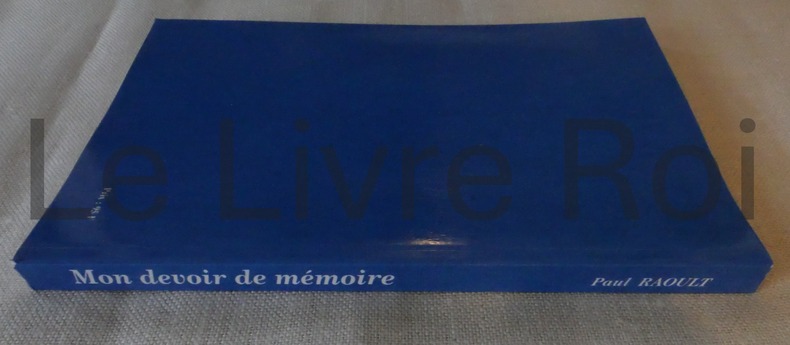 Le Livre Roi
Mon devoir de mémoire
Paul RAOULT